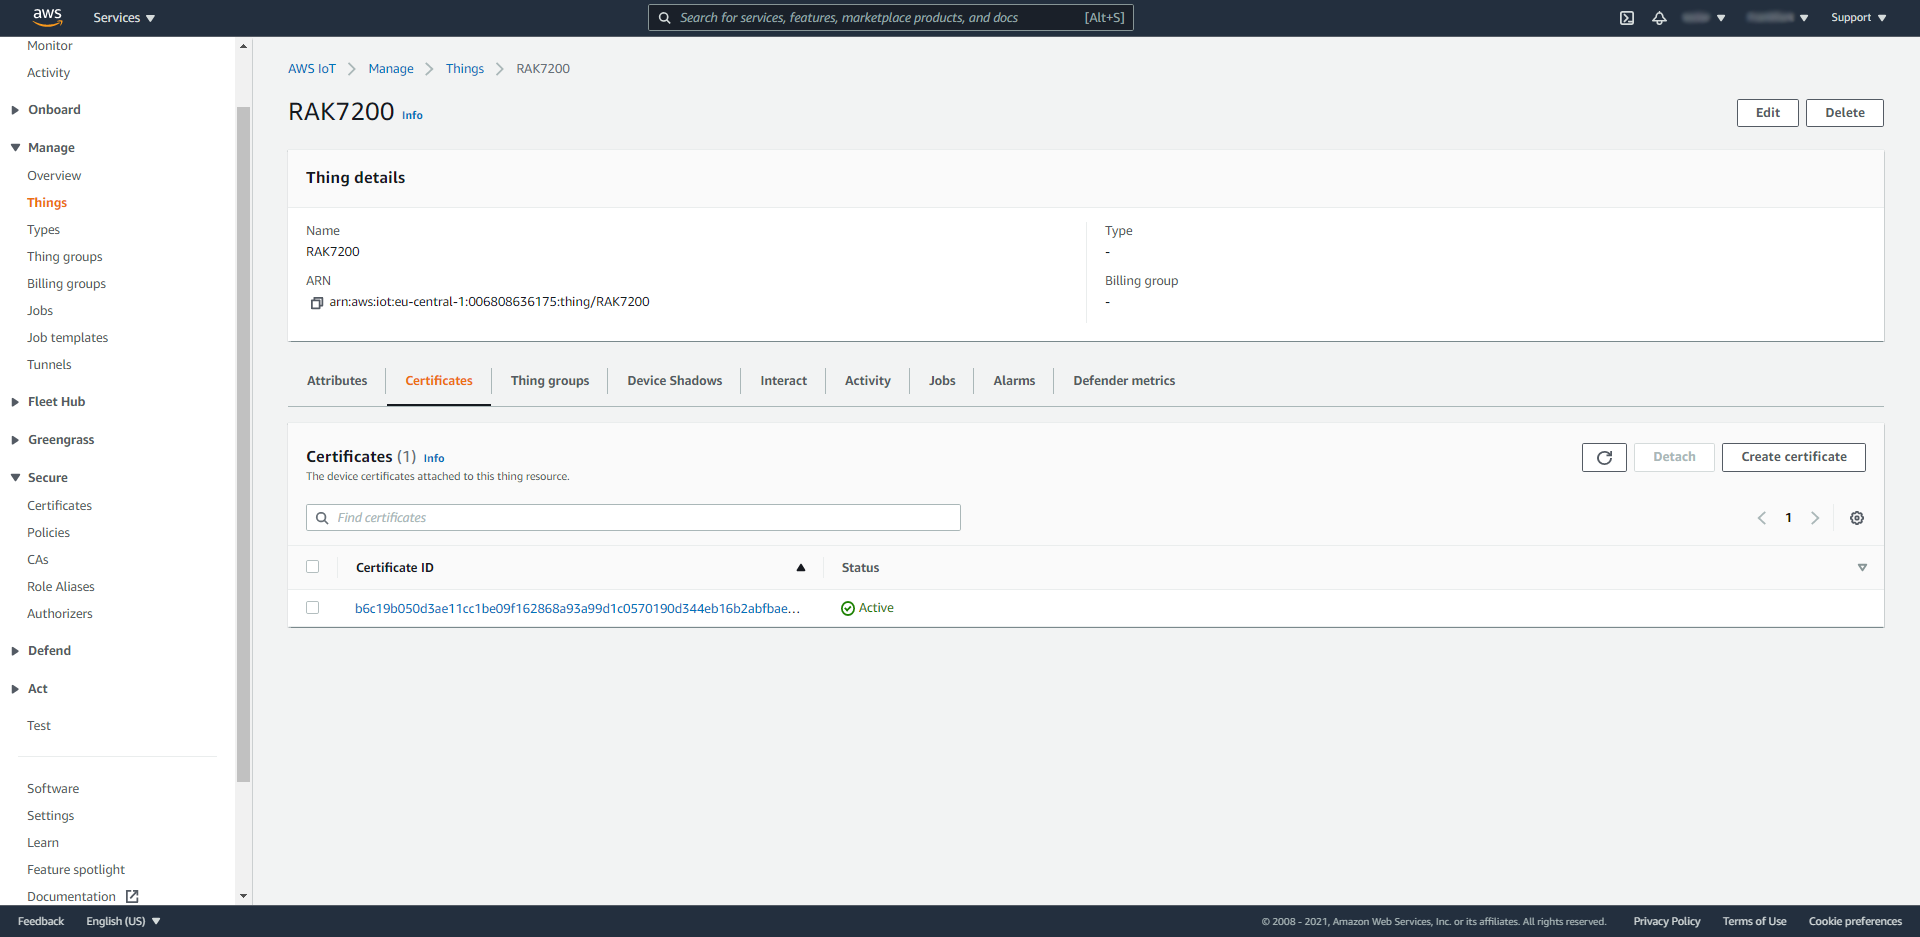 aws Services Search for services, features, marketplace products, and docs [Alt+S] Support
Monitor
Activity
Onboard
Manage
Overview
Things
Types
Thing groups
Billing groups
Jobs
Job templates
Tunnels
Fleet Hub
Greengrass
Secure
Certificates
Policies
CAs
Role Aliases
Authorizers
Defend
Act
Test
Software
Settings
Learn
Feature spotlight
Documentation
AWS IoT Manage Things RAK7200
RAK7200 Info Edit Delete
Thing details
Name
RAK7200
ARN
arn:aws:iot:eu-central-1:006808636175:thing/RAK7200
Type
-
Billing group
-
Attributes Certificates Thing groups Device Shadows Interact Activity Jobs Alarms Defender metrics
Certificates (1) Info Detach Create certificate
The device certificates attached to this thing resource.
Find certificates 1
Certificate ID Status
b6c19b050d3ae11cc1be09f162868a93a99d1c0570190d344eb16b2abfbae... Active
Feedback English (US) © 2008 - 2021, Amazon Web Services, Inc. or its affiliates. All rights reserved. Privacy Policy Terms of Use Cookie preferences